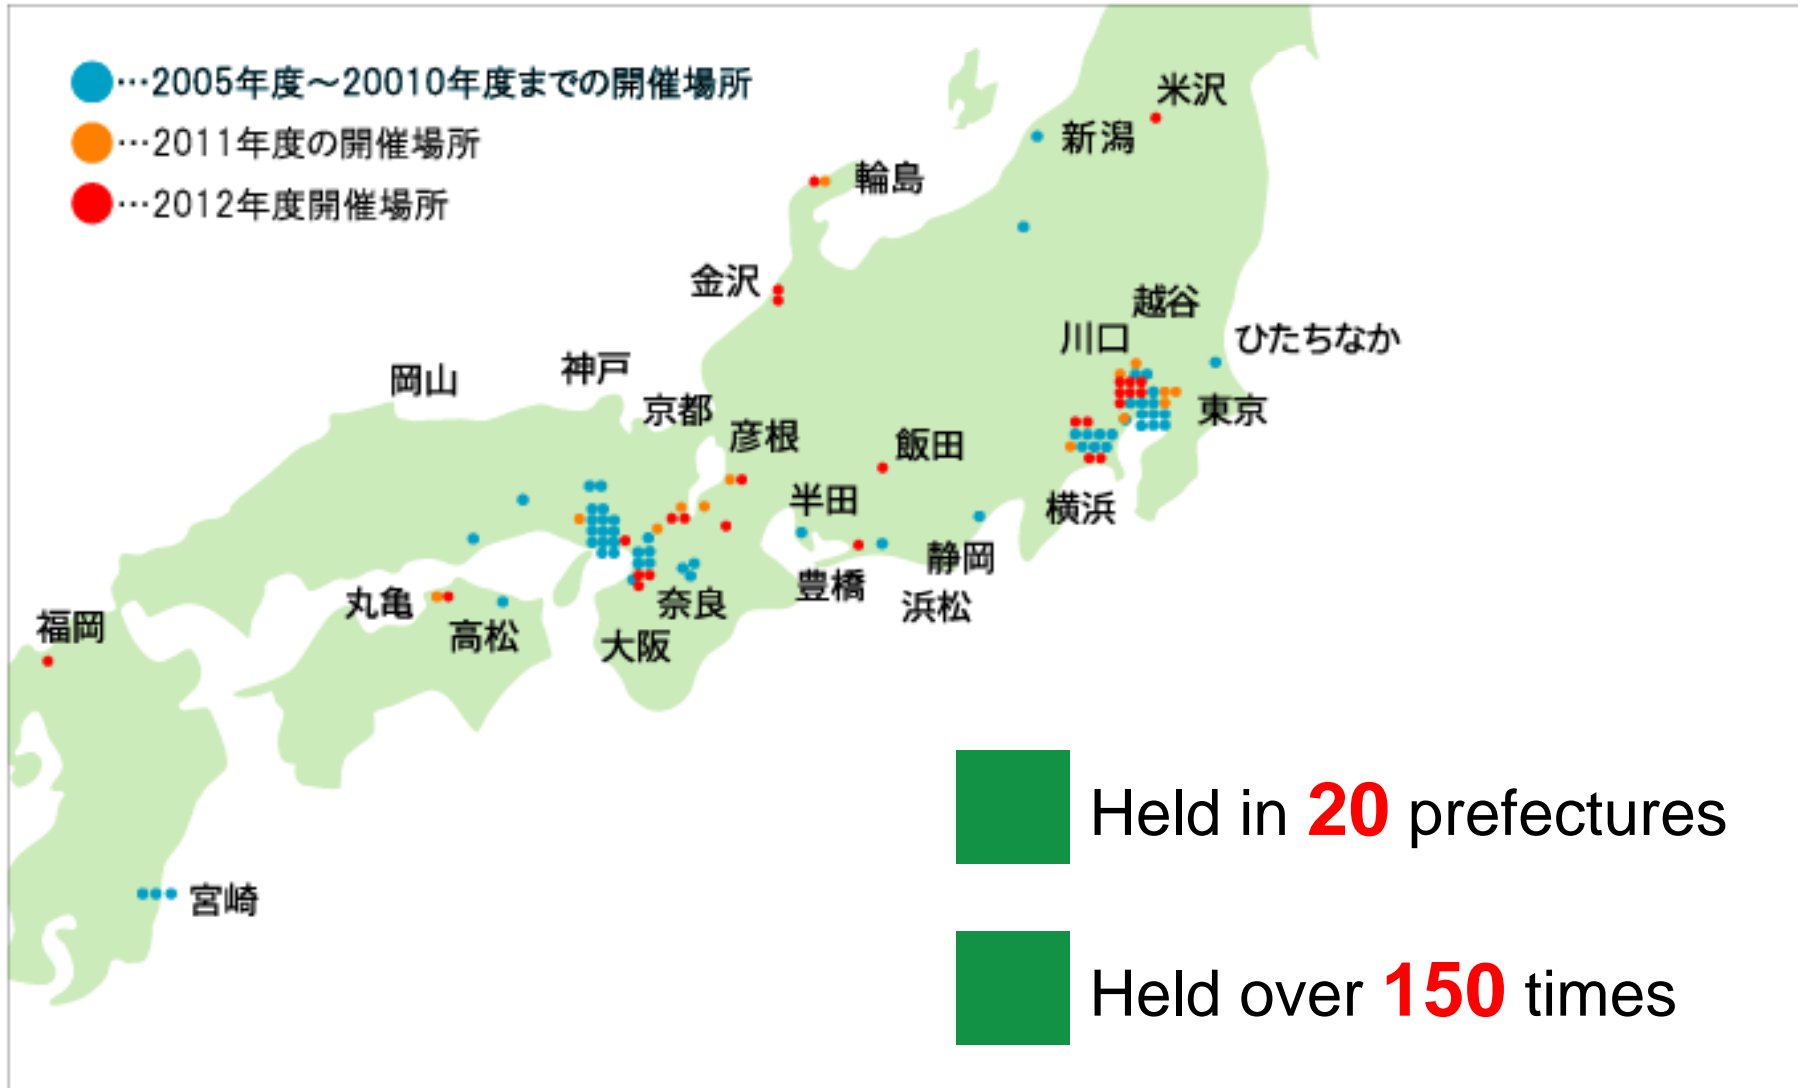 …2005年度～20010年度までの開催場所
…2011年度の開催場所
…2012年度開催場所
米沢
新潟
輪島
金沢
越谷
川口
ひたちなか
岡山
神戸
京都
彦根
東京
飯田
半田
横浜
静岡
豊橋
浜松
丸亀
奈良
高松
大阪
福岡
Held in 20 prefectures
宮崎
Held over 150 times